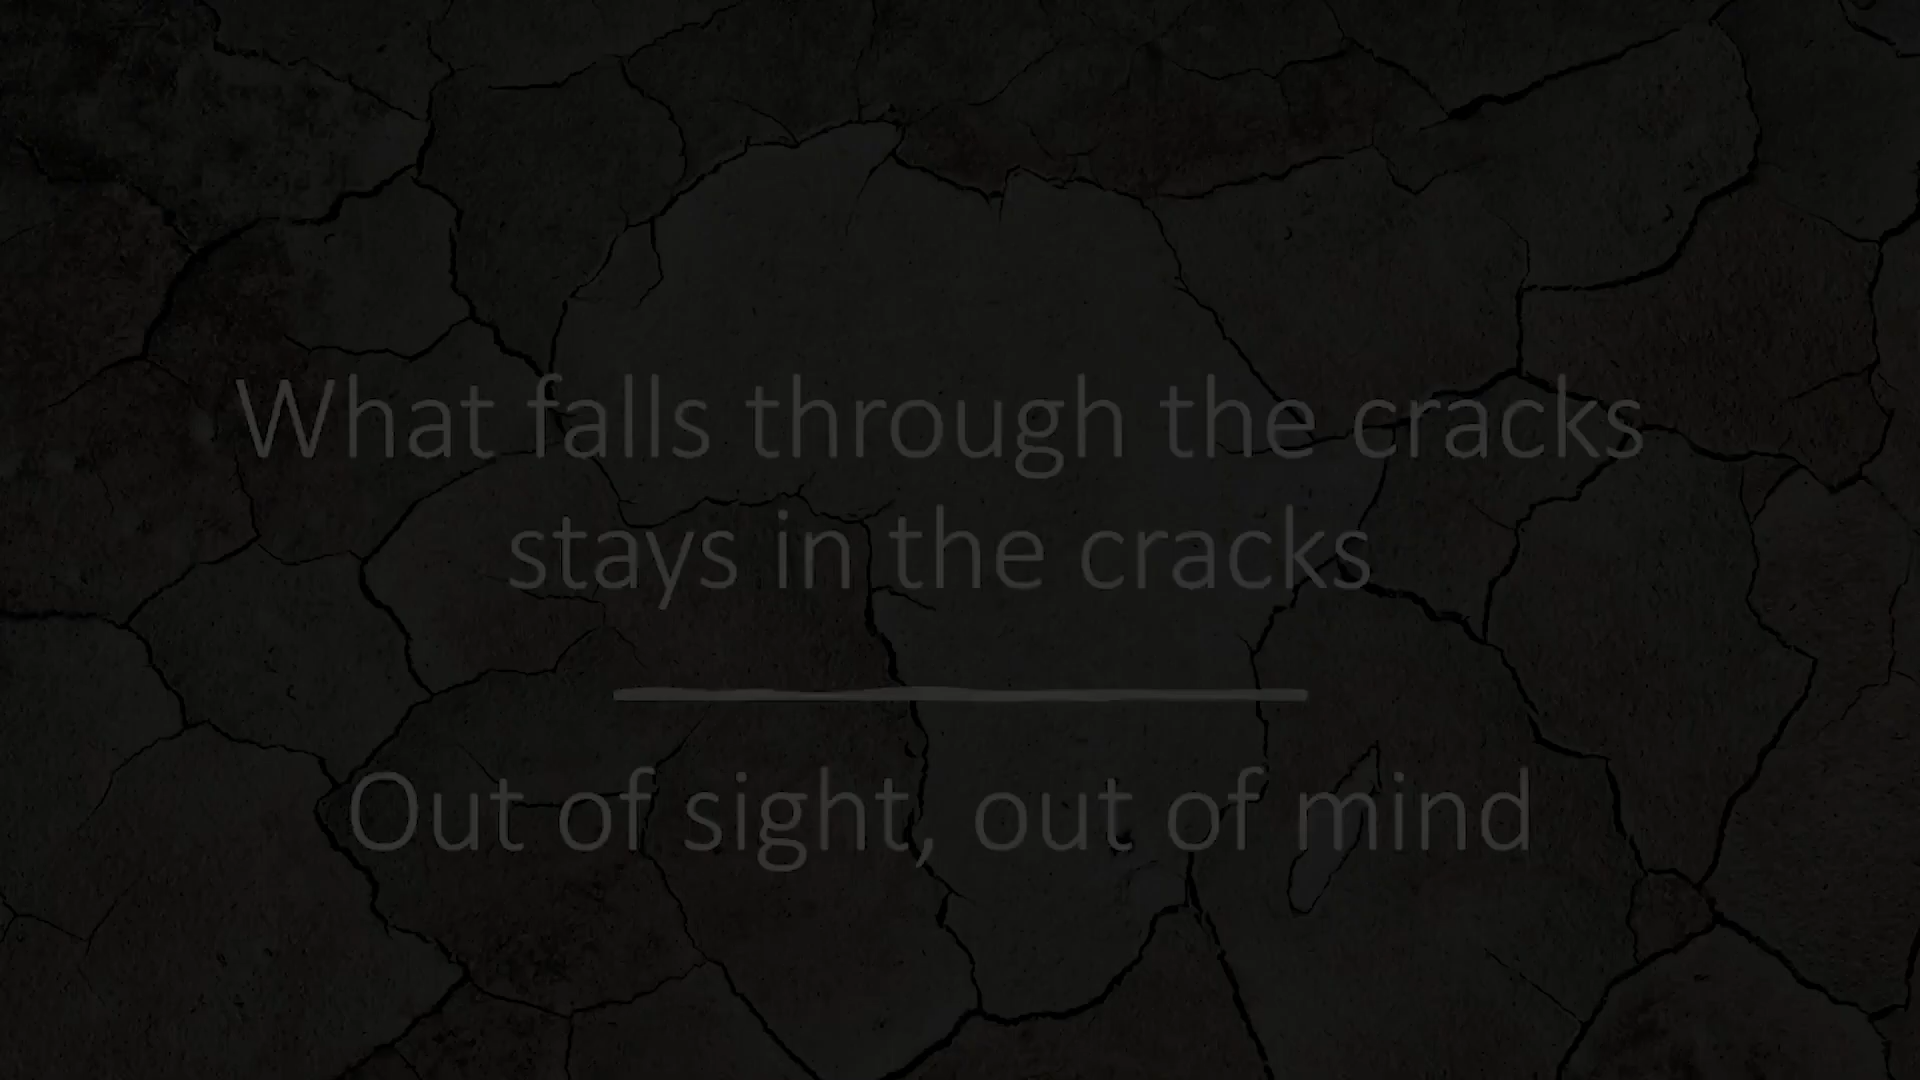 What falls through the cracks
stays in the cracks
Out of sight, out of mind